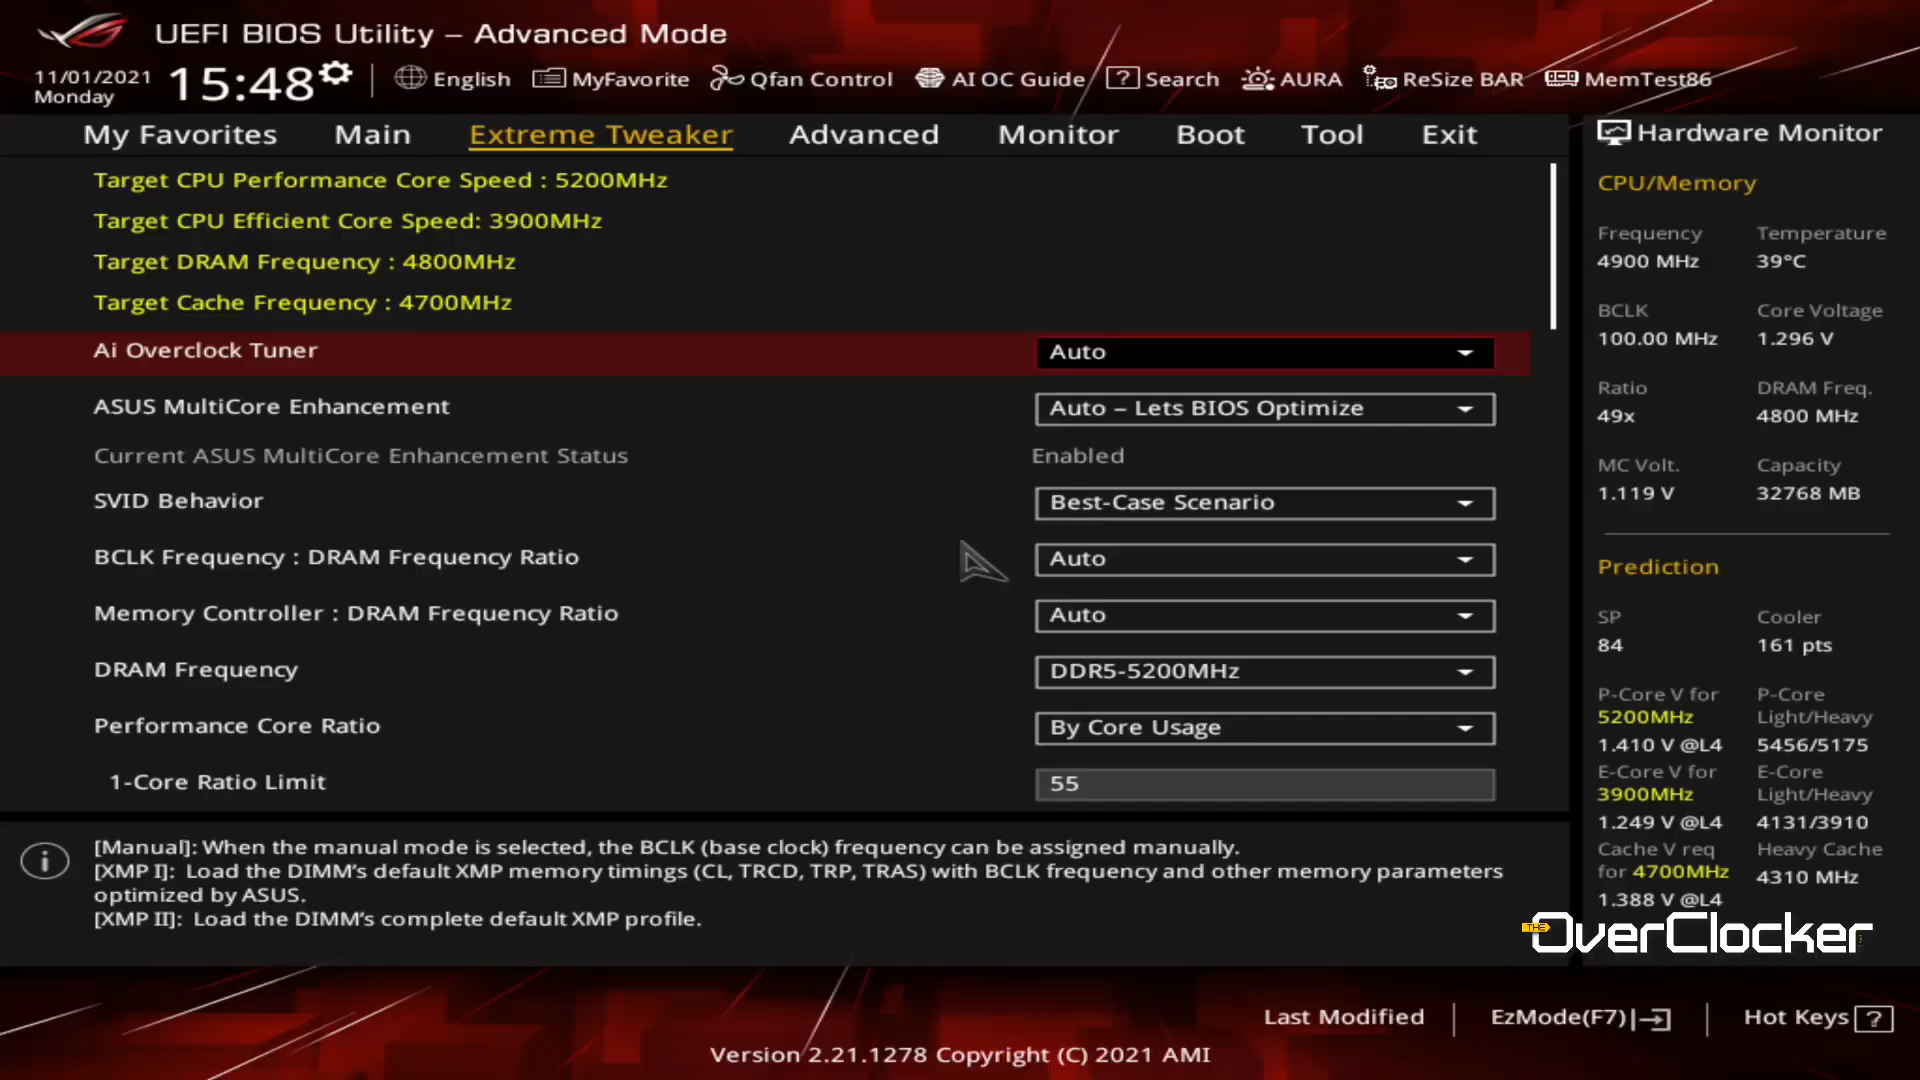 UEFI BIOS Utility – Advanced Mode
11/01/2021
Monday
15:48
English
MyFavorite
Qfan Control
AI OC Guide
? Search
AURA
ReSize BAR
MemTest86
My Favorites
Main
Extreme Tweaker
Advanced
Monitor
Boot
Tool
Exit
Target CPU Performance Core Speed : 5200MHz
Target CPU Efficient Core Speed: 3900MHz
Target DRAM Frequency : 4800MHz
Target Cache Frequency : 4700MHz
Ai Overclock Tuner Auto
ASUS MultiCore Enhancement Auto – Lets BIOS Optimize
Current ASUS MultiCore Enhancement Status Enabled
SVID Behavior Best-Case Scenario
BCLK Frequency : DRAM Frequency Ratio Auto
Memory Controller : DRAM Frequency Ratio Auto
DRAM Frequency DDR5-5200MHz
Performance Core Ratio By Core Usage
1-Core Ratio Limit 55
i
[Manual]: When the manual mode is selected, the BCLK (base clock) frequency can be assigned manually.
[XMP I]: Load the DIMM's default XMP memory timings (CL, TRCD, TRP, TRAS) with BCLK frequency and other memory parameters
optimized by ASUS.
[XMP II]: Load the DIMM's complete default XMP profile.
Hardware Monitor
CPU/Memory
Frequency Temperature
4900 MHz 39°C
BCLK Core Voltage
100.00 MHz 1.296 V
Ratio DRAM Freq.
49x 4800 MHz
MC Volt. Capacity
1.119 V 32768 MB
Prediction
SP Cooler
84 161 pts
P-Core V for P-Core
5200MHz Light/Heavy
1.410 V @L4 5456/5175
E-Core V for E-Core
3900MHz Light/Heavy
1.249 V @L4 4131/3910
Cache V req Heavy Cache
for 4700MHz 4310 MHz
1.388 V @L4
THE OverClocker
Last Modified
EzMode(F7)
Hot Keys ?
Version 2.21.1278 Copyright (C) 2021 AMI